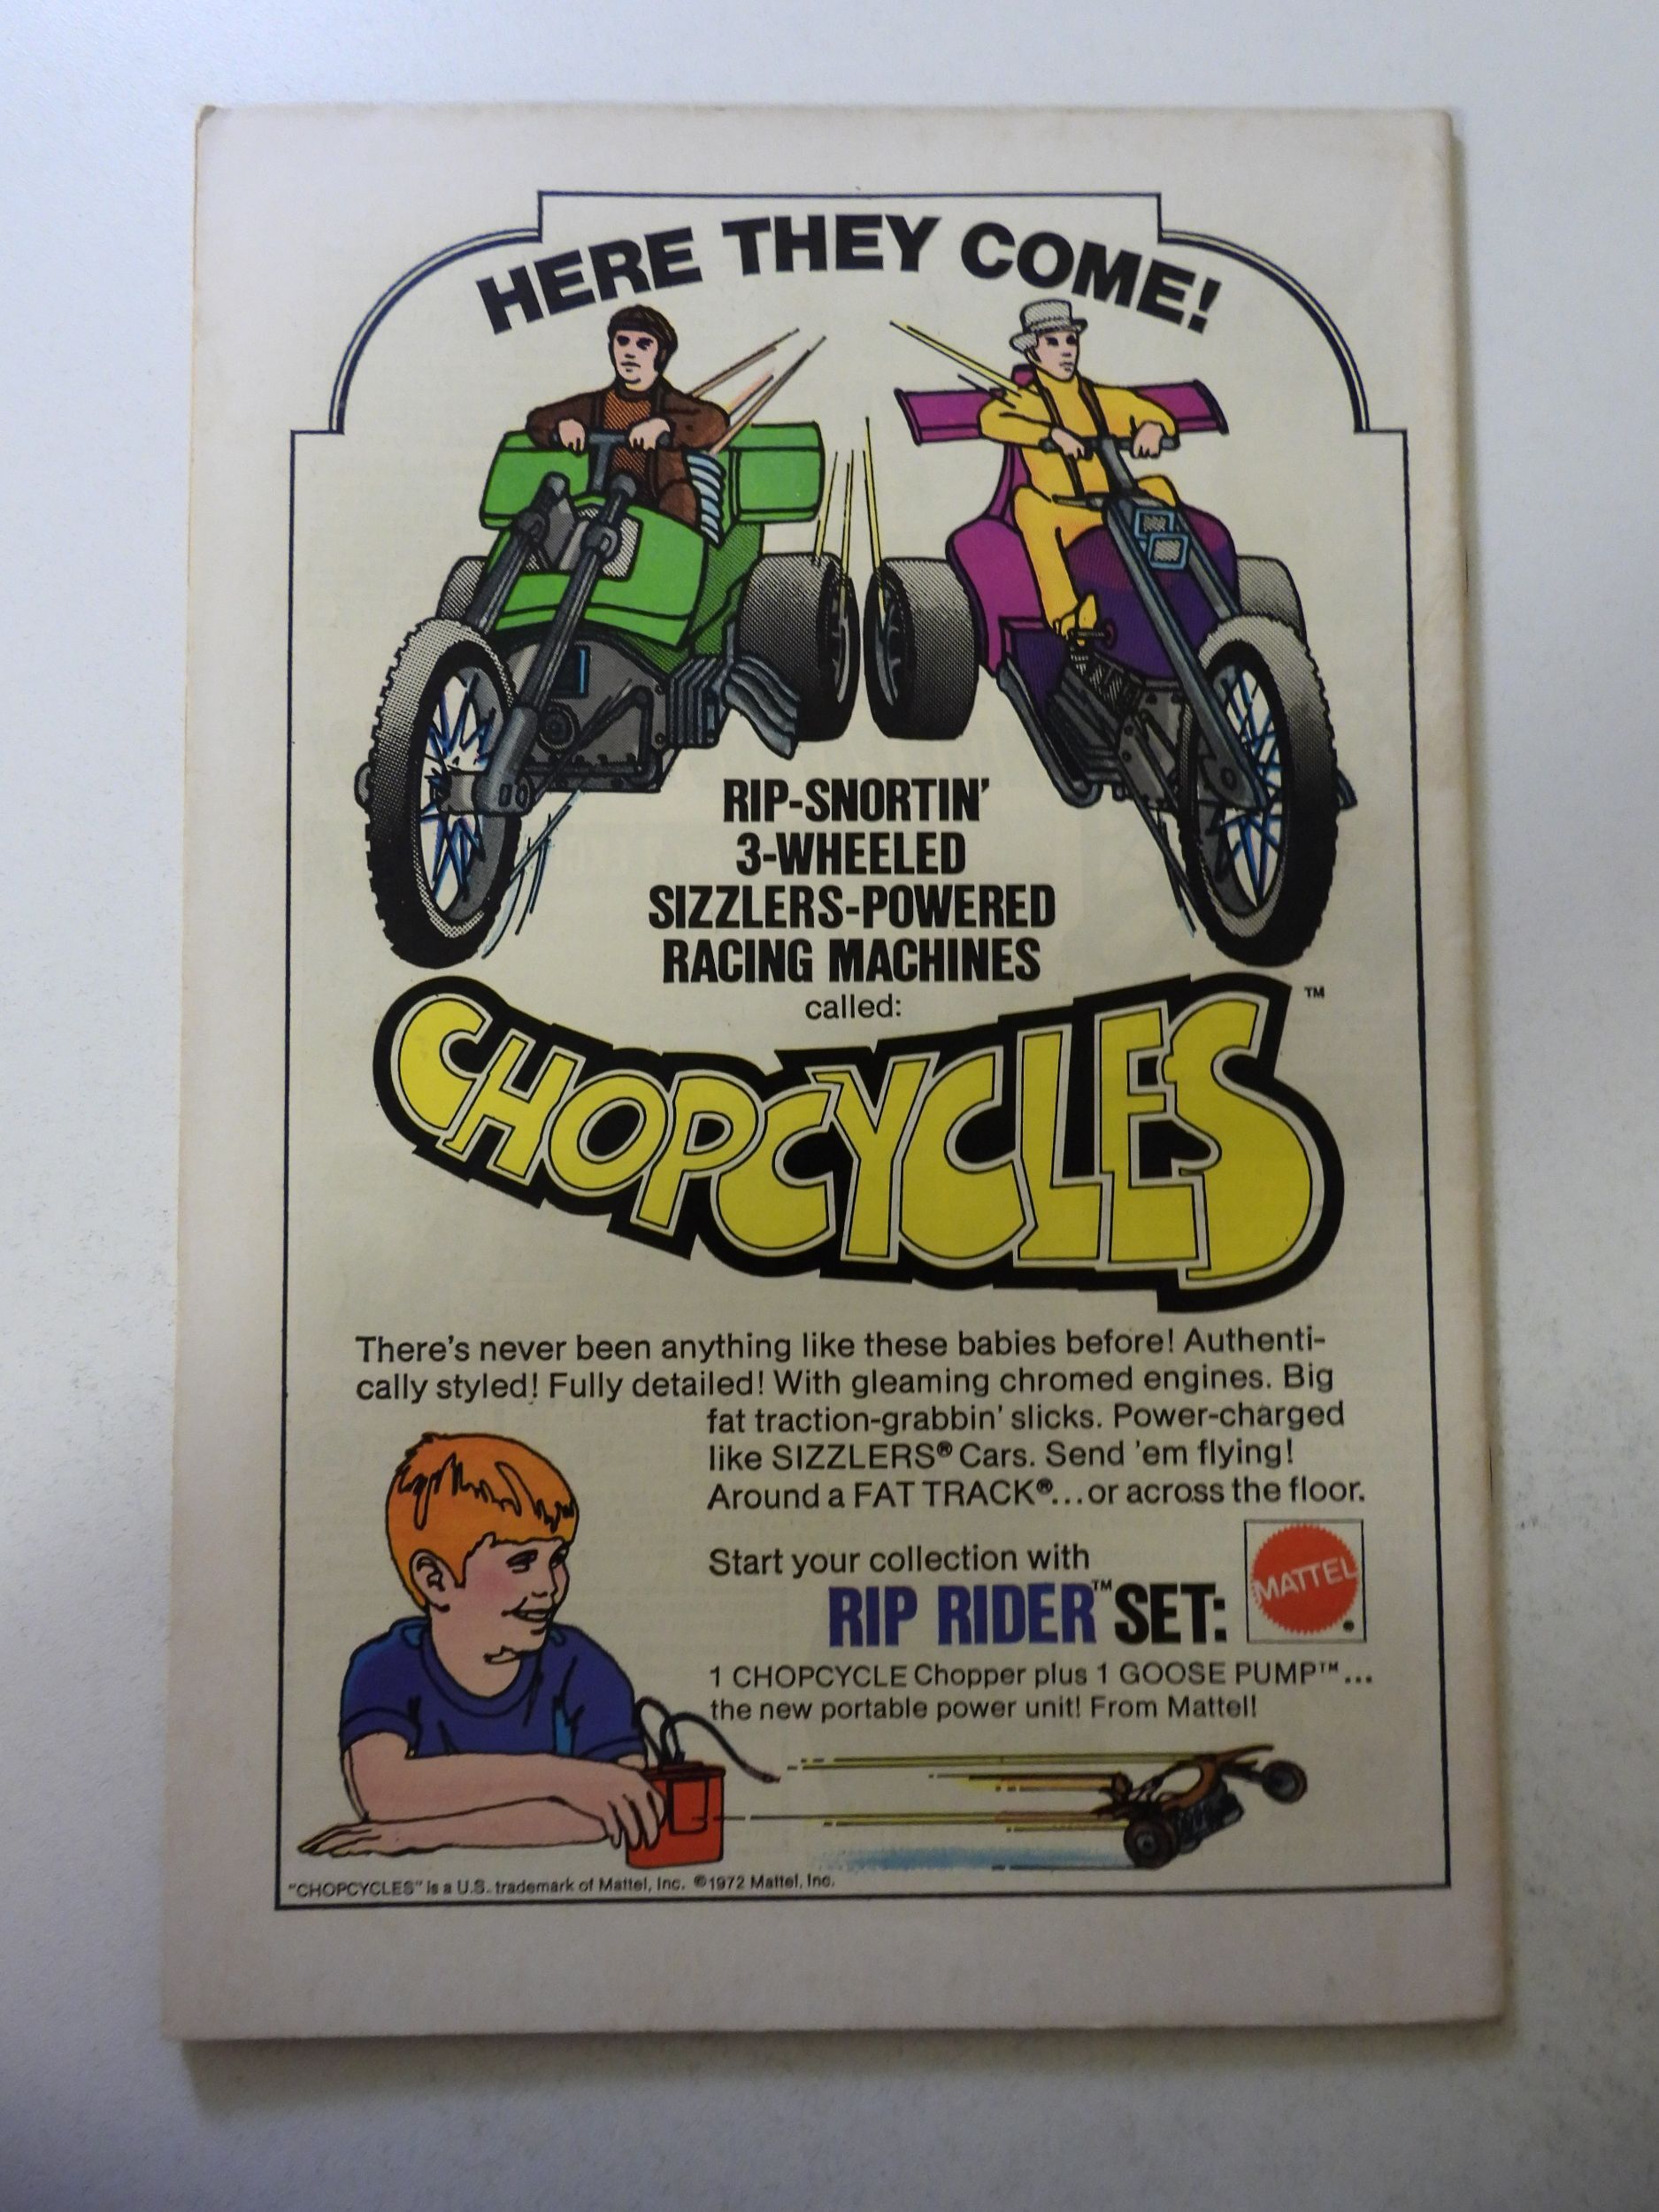 HERE THEY COME!
RIP-SNORTIN'
3-WHEELED
SIZZLERS-POWERED
RACING MACHINES
called:
CHOPCYCLES™
There's never been anything like these babies before! Authenti-
cally styled! Fully detailed! With gleaming chromed engines. Big
fat traction-grabbin' slicks. Power-charged
like SIZZLERS® Cars. Send 'em flying!
Around a FAT TRACK®...or across the floor.
Start your collection with
RIP RIDER™ SET:
MATTEL®
1 CHOPCYCLE Chopper plus 1 GOOSE PUMP™...
the new portable power unit! From Mattel!
"CHOPCYCLES" is a U.S. trademark of Mattel, Inc. ©1972 Mattel, Inc.